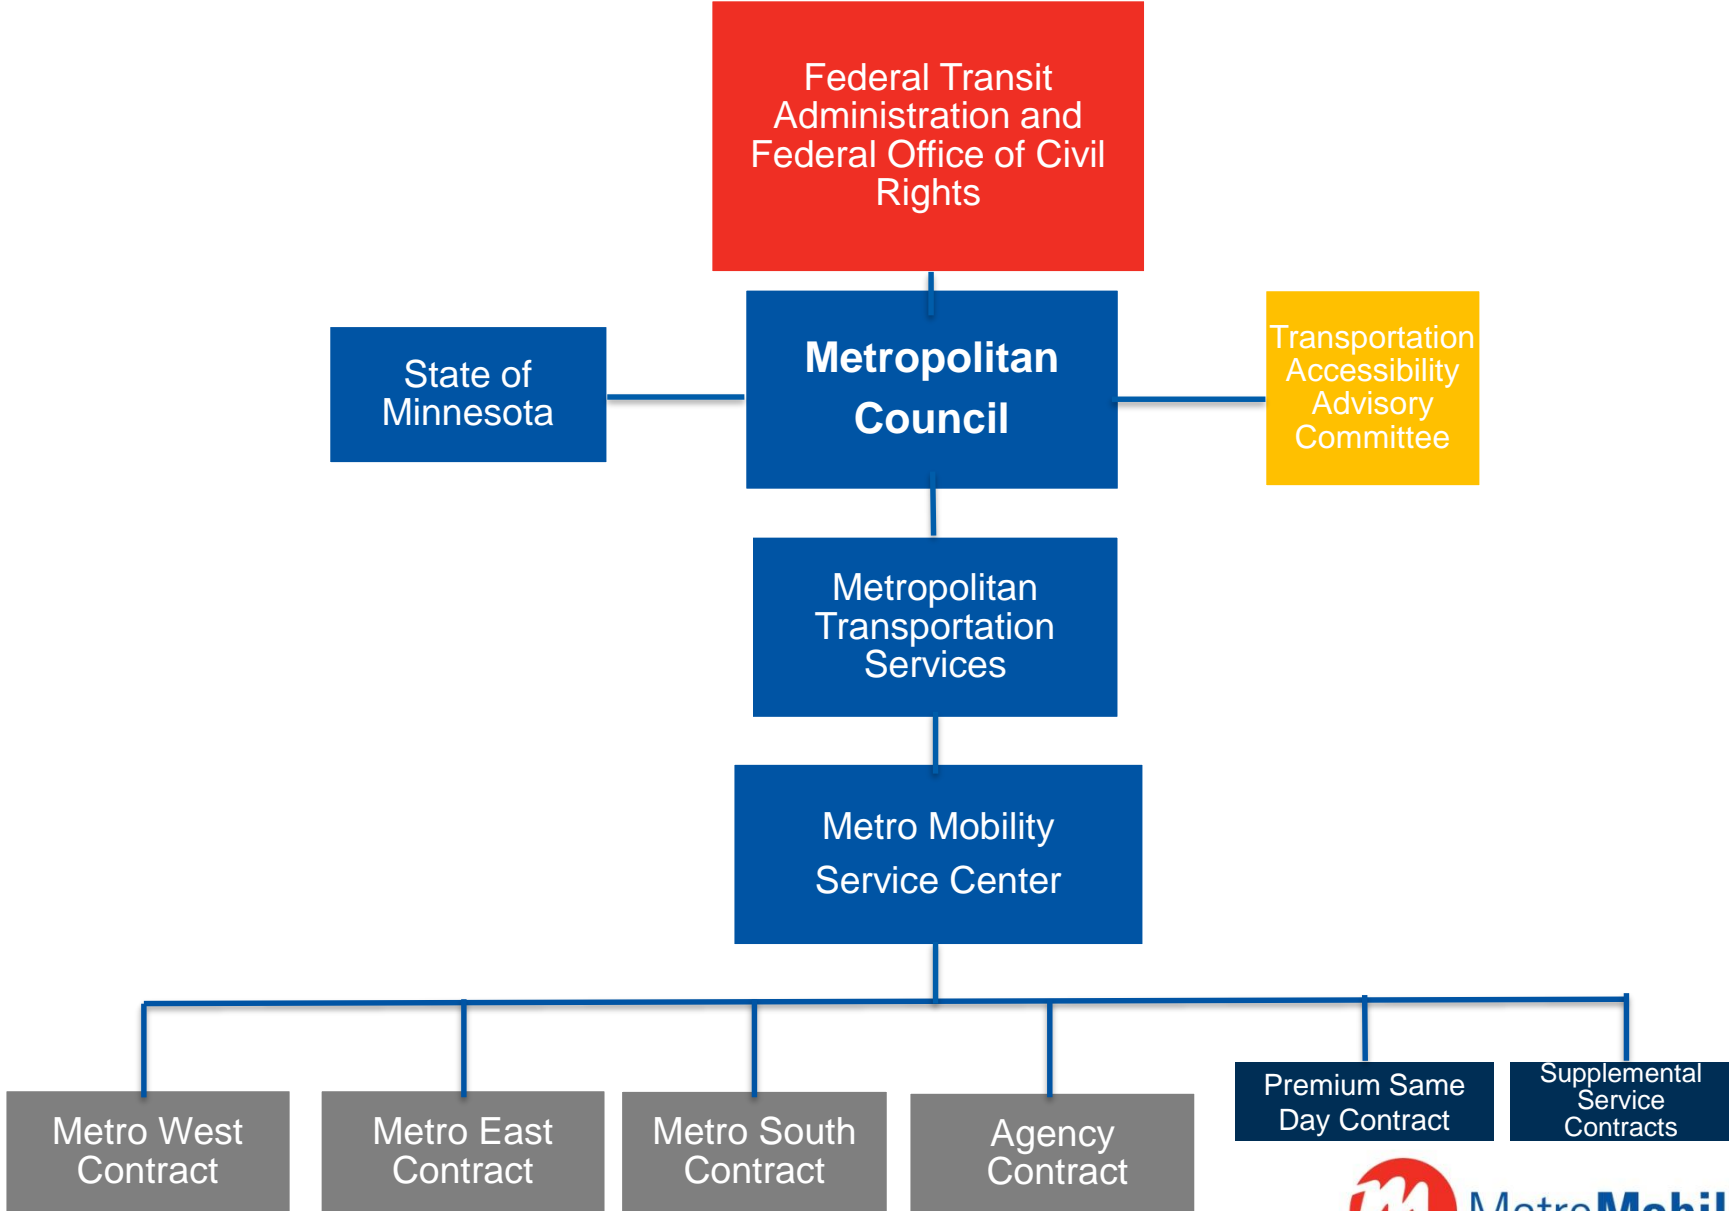 Federal Transit
Administration and
Federal Office of Civil
Rights
State of
Minnesota
Metropolitan
Council
Transportation
Accessibility
Advisory
Committee
Metropolitan
Transportation
Services
Metro Mobility
Service Center
Metro West
Contract
Metro East
Contract
Metro South
Contract
Agency
Contract
Premium Same
Day Contract
Supplemental
Service
Contracts